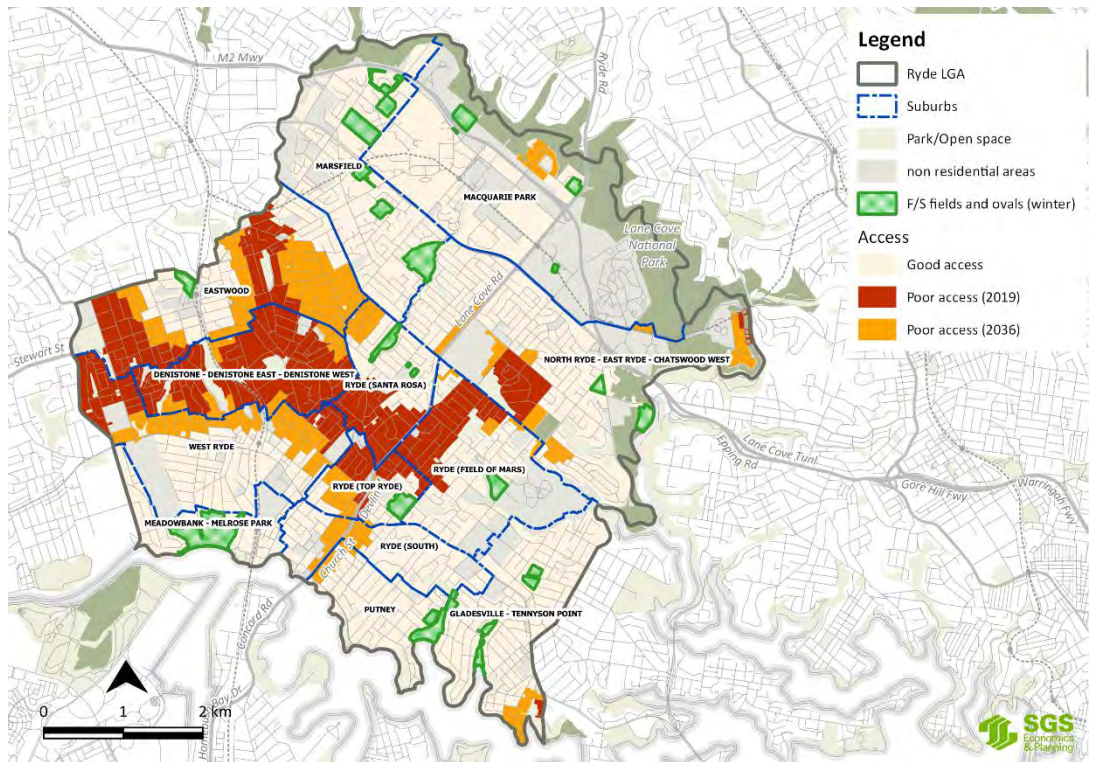 M2 Mwy
Ryde Rd
MARSFIELD
MACQUARIE PARK
Lane Cove
National
Park
Lane Cove Rd
EASTWOOD
Stewart St
DENISTONE - DENISTONE EAST - DENISTONE WEST
RYDE (SANTA ROSA)
NORTH RYDE - EAST RYDE - CHATSWOOD WEST
WEST RYDE
RYDE (FIELD OF MARS)
RYDE (TOP RYDE)
Devlin
Epping Rd
Lane Cove Tunl
Gore Hill Fwy
Warringah Fwy
MEADOWBANK - MELROSE PARK
RYDE (SOUTH)
Church St
PUTNEY
GLADESVILLE - TENNYSON POINT
Concord Rd
Bay Dr
0 1 2 km
Legend
Ryde LGA
Suburbs
Park/Open space
non residential areas
F/S fields and ovals (winter)
Access
Good access
Poor access (2019)
Poor access (2036)
SGS
Economics
& Planning